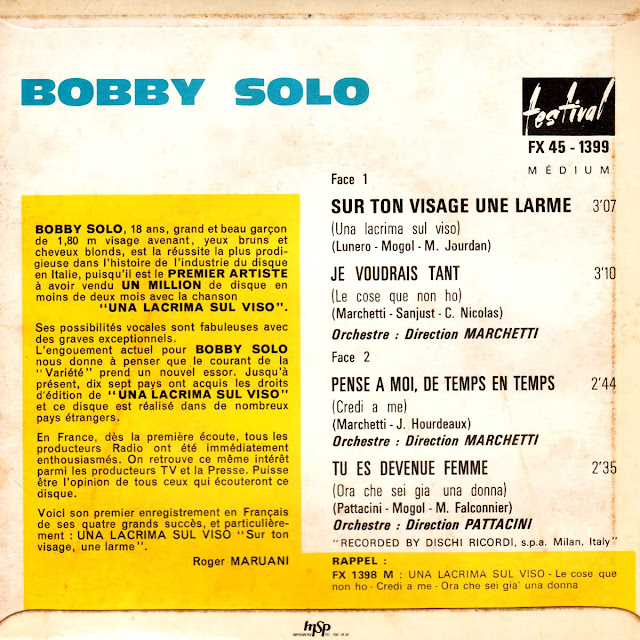 BOBBY SOLO
festival
FX 45 - 1399
MÉDIUM
BOBBY SOLO, 18 ans, grand et beau garçon
de 1,80 m visage avenant, yeux bruns et
cheveux blonds, est la réussite la plus prodi-
gieuse dans l'histoire de l'industrie du disque
en Italie, puisqu'il est le PREMIER ARTISTE
à avoir vendu UN MILLION de disque en
moins de deux mois avec la chanson
"UNA LACRIMA SUL VISO".
Ses possibilités vocales sont fabuleuses avec
des graves exceptionnels.
L'engouement actuel pour BOBBY SOLO
nous donne à penser que le courant de la
"Variété" prend un nouvel essor. Jusqu'à
présent, dix sept pays ont acquis les droits
d'édition de "UNA LACRIMA SUL VISO"
et ce disque est réalisé dans de nombreux
pays étrangers.
En France, dès la première écoute, tous les
producteurs Radio ont été immédiatement
enthousiasmés. On retrouve ce même intérêt
parmi les producteurs TV et la Presse. Puisse
être l'opinion de tous ceux qui écouteront ce
disque.
Voici son premier enregistrement en Français
de ses quatre grands succès, et particulière-
ment : UNA LACRIMA SUL VISO "Sur ton
visage, une larme".
Roger MARUANI
Face 1
SUR TON VISAGE UNE LARME 3'07
(Una lacrima sul viso)
(Lunero - Mogol - M. Jourdan)
JE VOUDRAIS TANT 3'10
(Le cose que non ho)
(Marchetti - Sanjust - C. Nicolas)
Orchestre : Direction MARCHETTI
Face 2
PENSE A MOI, DE TEMPS EN TEMPS 2'44
(Credi a me)
(Marchetti - J. Hourdeaux)
Orchestre : Direction MARCHETTI
TU ES DEVENUE FEMME 2'35
(Ora che sei gia una donna)
(Pattacini - Mogol - M. Falconnier)
Orchestre : Direction PATTACINI
"RECORDED BY DISCHI RICORDI, s.p.a. Milan, Italy"
RAPPEL :
FX 1398 M : UNA LACRIMA SUL VISO - Le cose que
non ho - Credi a me - Ora che sei gia' una donna
msp